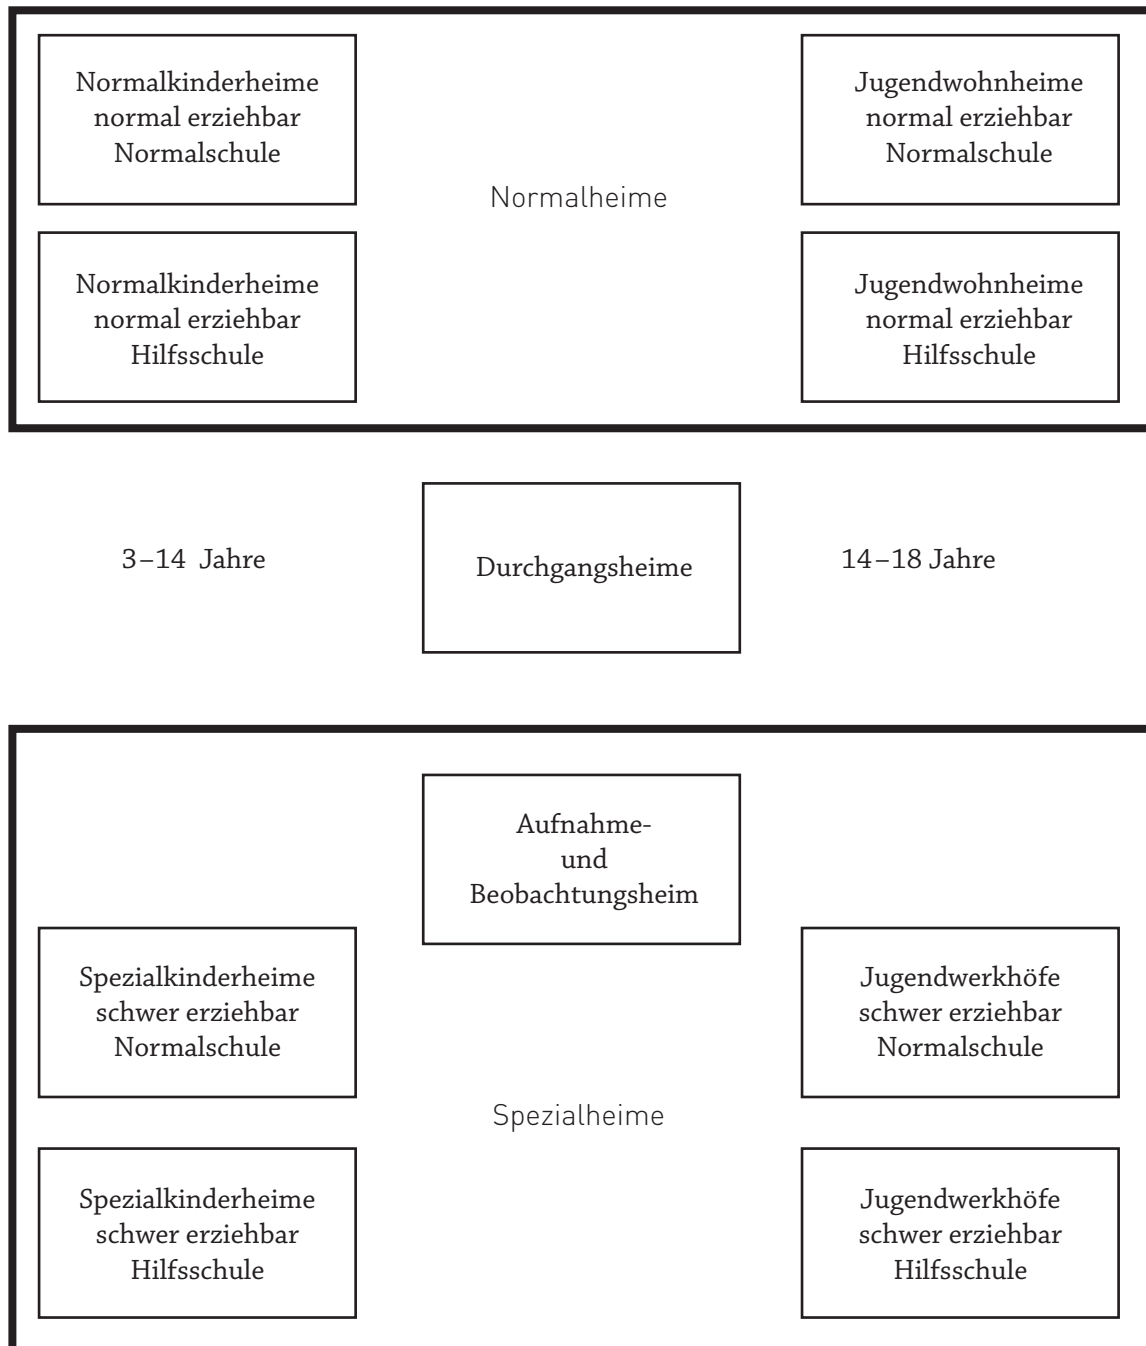 Normalkinderheime
normal erziehbar
Normalschule
Jugendwohnheime
normal erziehbar
Normalschule
Normalheime
Normalkinderheime
normal erziehbar
Hilfsschule
Jugendwohnheime
normal erziehbar
Hilfsschule
3–14 Jahre
Durchgangsheime
14–18 Jahre
Aufnahme-
und
Beobachtungsheim
Spezialkinderheime
schwer erziehbar
Normalschule
Jugendwerkhöfe
schwer erziehbar
Normalschule
Spezialheime
Spezialkinderheime
schwer erziehbar
Hilfsschule
Jugendwerkhöfe
schwer erziehbar
Hilfsschule